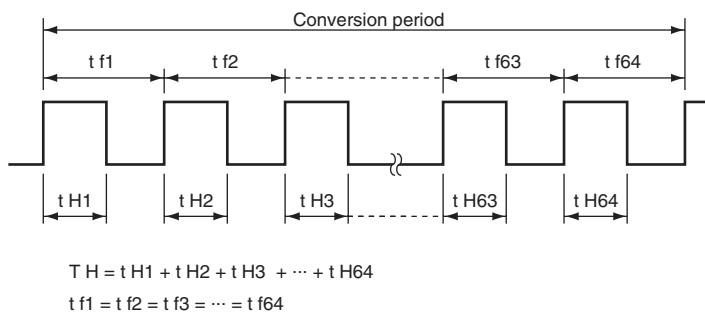 Conversion period
t f1 t f2 t f63 t f64
t H1 t H2 t H3 t H63 t H64
T H = t H1 + t H2 + t H3 + ··· + t H64
t f1 = t f2 = t f3 = ··· = t f64